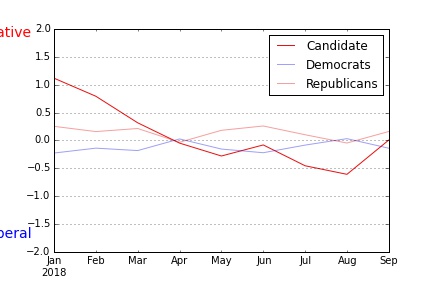 ative
2.0
1.5
1.0
0.5
0.0
−0.5
−1.0
−1.5
−2.0
beral
Candidate
Democrats
Republicans
Jan Feb Mar Apr May Jun Jul Aug Sep
2018